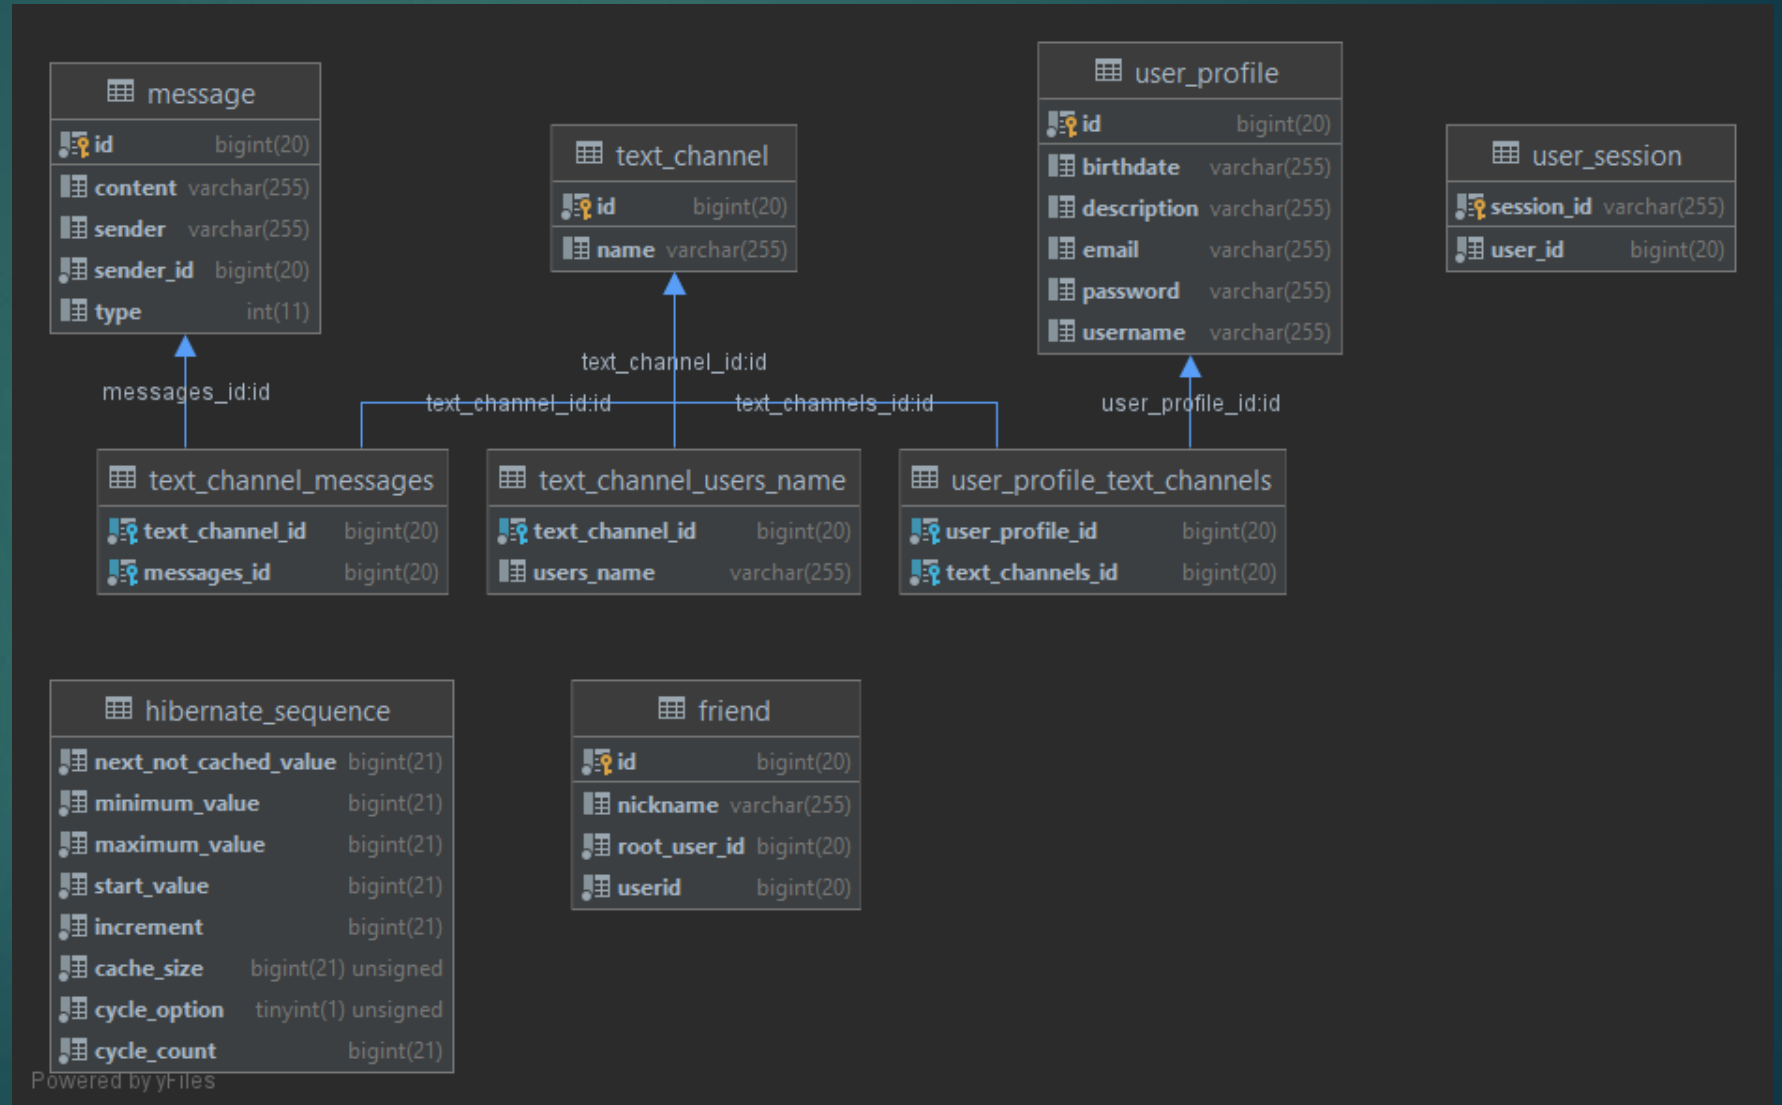 message
id bigint(20)
content varchar(255)
sender varchar(255)
sender_id bigint(20)
type int(11)
text_channel
id bigint(20)
name varchar(255)
user_profile
id bigint(20)
birthdate varchar(255)
description varchar(255)
email varchar(255)
password varchar(255)
username varchar(255)
user_session
session_id varchar(255)
user_id bigint(20)
messages_id:id
text_channel_id:id
text_channel_id:id
text_channels_id:id
user_profile_id:id
text_channel_messages
text_channel_id bigint(20)
messages_id bigint(20)
text_channel_users_name
text_channel_id bigint(20)
users_name varchar(255)
user_profile_text_channels
user_profile_id bigint(20)
text_channels_id bigint(20)
hibernate_sequence
next_not_cached_value bigint(21)
minimum_value bigint(21)
maximum_value bigint(21)
start_value bigint(21)
increment bigint(21)
cache_size bigint(21) unsigned
cycle_option tinyint(1) unsigned
cycle_count bigint(21)
friend
id bigint(20)
nickname varchar(255)
root_user_id bigint(20)
userid bigint(20)
Powered by yFiles